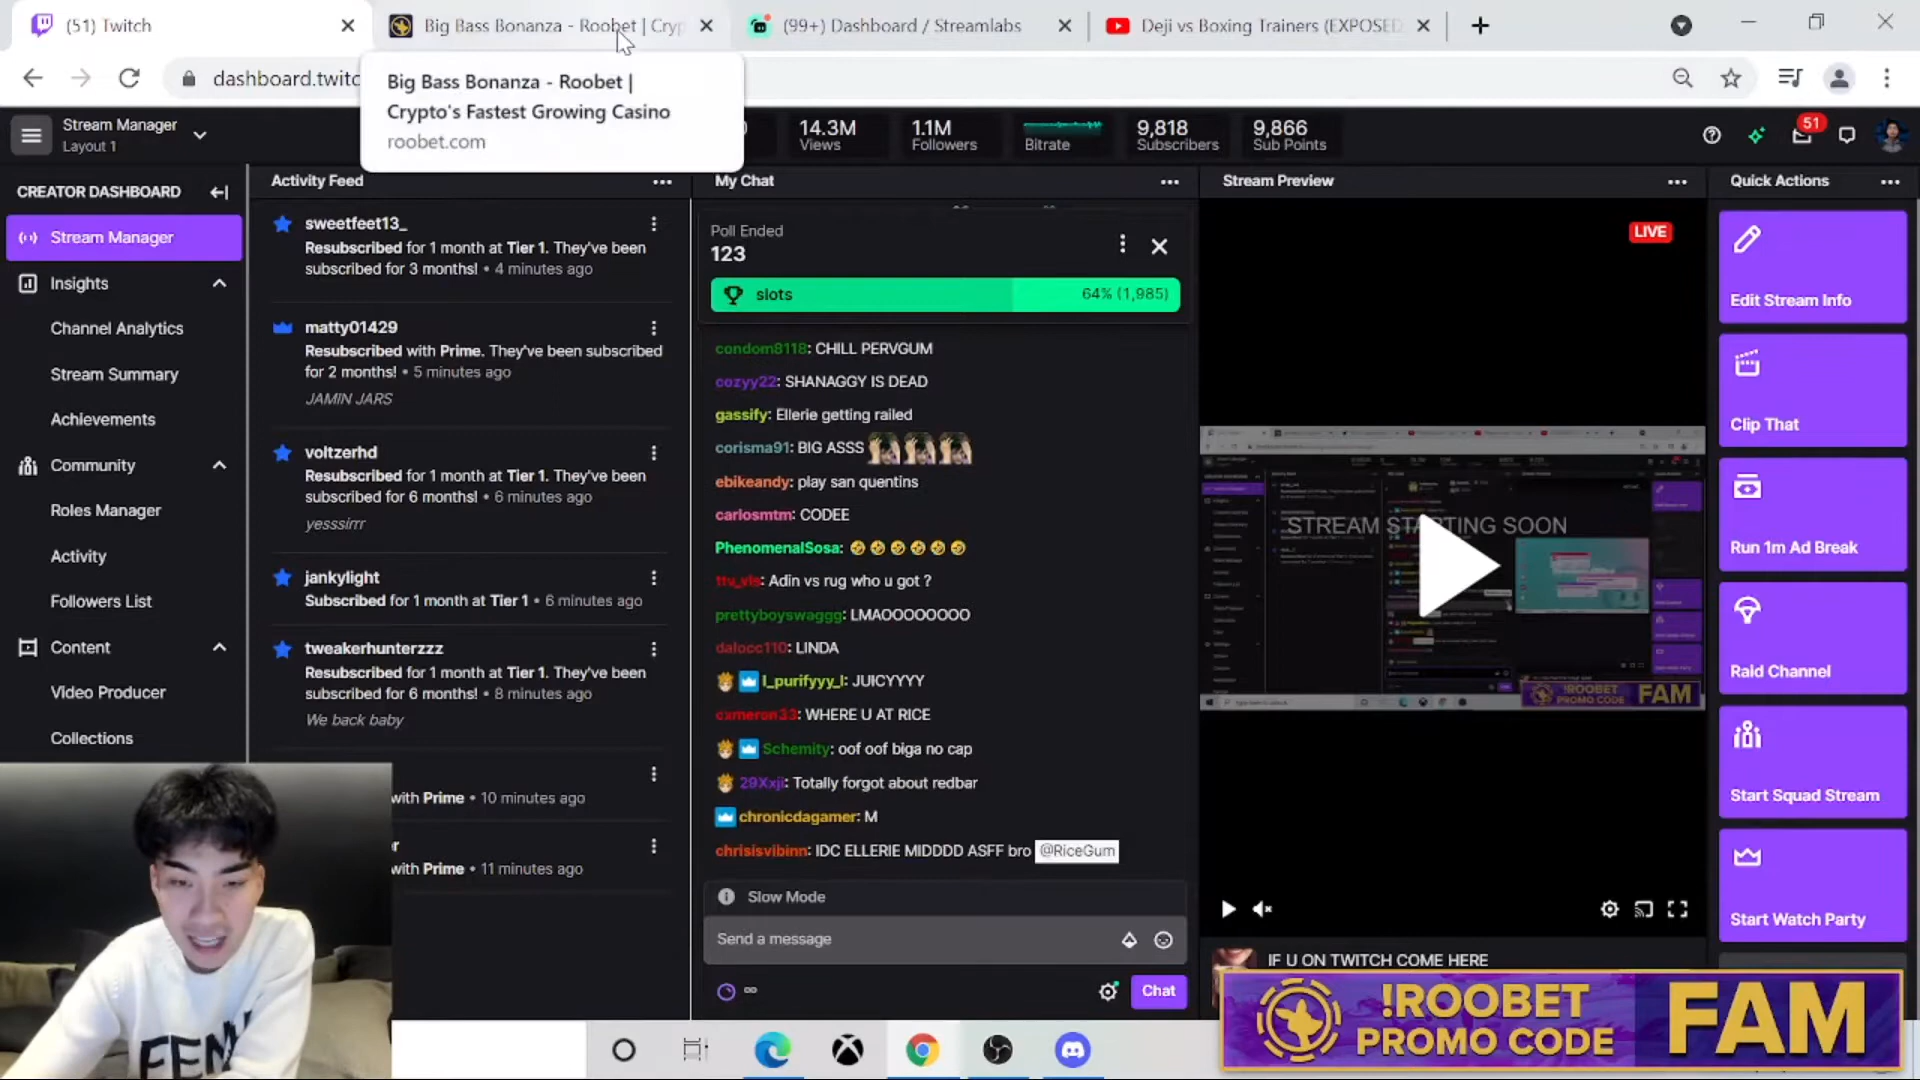 (51) Twitch
Big Bass Bonanza - Roobet | Cryp
(99+) Dashboard / Streamlabs
Deji vs Boxing Trainers (EXPOSED
dashboard.twitc
Big Bass Bonanza - Roobet |
Crypto's Fastest Growing Casino
roobet.com
Stream Manager
Layout 1
14.3M
Views
1.1M
Followers
Bitrate
9,818
Subscribers
9,866
Sub Points
51
CREATOR DASHBOARD
Stream Manager
Insights
Channel Analytics
Stream Summary
Achievements
Community
Roles Manager
Activity
Followers List
Content
Video Producer
Collections
Activity Feed
sweetfeet13_
Resubscribed for 1 month at Tier 1. They've been
subscribed for 3 months! • 4 minutes ago
matty01429
Resubscribed with Prime. They've been subscribed
for 2 months! • 5 minutes ago
JAMIN JARS
voltzerhd
Resubscribed for 1 month at Tier 1. They've been
subscribed for 6 months! • 6 minutes ago
yesssirrr
jankylight
Subscribed for 1 month at Tier 1 • 6 minutes ago
tweakerhunterzzz
Resubscribed for 1 month at Tier 1. They've been
subscribed for 6 months! • 8 minutes ago
We back baby
with Prime • 10 minutes ago
with Prime • 11 minutes ago
My Chat
Poll Ended
123
slots
64% (1,985)
condom8118: CHILL PERVGUM
cozyy22: SHANAGGY IS DEAD
gassify: Ellerie getting railed
corisma91: BIG ASSS
ebikeandy: play san quentins
carlosmtm: CODEE
PhenomenalSosa: 🤣🤣🤣🤣🤣🤣
ttv_vls: Adin vs rug who u got ?
prettyboyswaggg: LMAOOOOOOOO
dalocc110: LINDA
I_purifyyy_I: JUICYYYY
cxmeron33: WHERE U AT RICE
Schemity: oof oof biga no cap
29Xxji: Totally forgot about redbar
chronicdagamer: M
chrisisvibinn: IDC ELLERIE MIDDDD ASFF bro @RiceGum
Slow Mode
Send a message
Chat
Stream Preview
LIVE
STREAM STARTING SOON
!ROOBET
PROMO CODE
FAM
IF U ON TWITCH COME HERE
Quick Actions
Edit Stream Info
Clip That
Run 1m Ad Break
Raid Channel
Start Squad Stream
Start Watch Party
!ROOBET
PROMO CODE
FAM